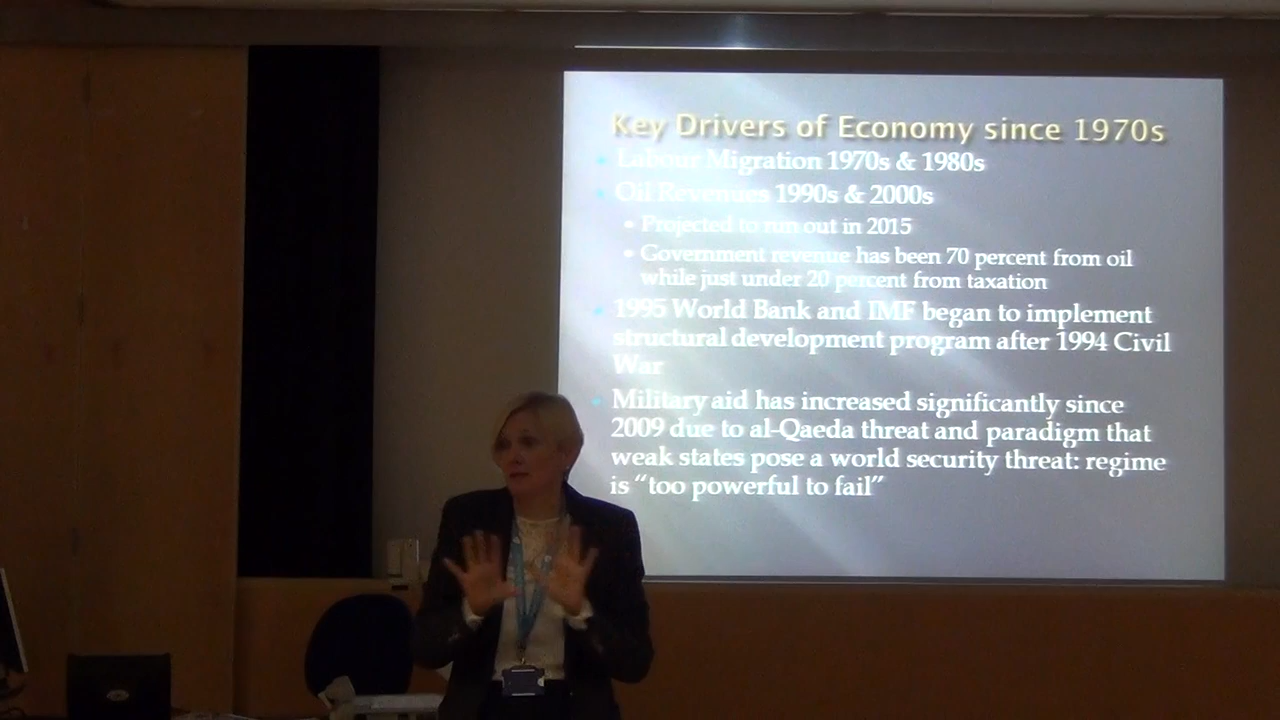 Key Drivers of Economy since 1970s
Labour Migration 1970s & 1980s
Oil Revenues 1990s & 2000s
Projected to run out in 2015
Government revenue has been 70 percent from oil
while just under 20 percent from taxation
1995 World Bank and IMF began to implement
structural development program after 1994 Civil
War
Military aid has increased significantly since
2009 due to al-Qaeda threat and paradigm that
weak states pose a world security threat: regime
is “too powerful to fail”